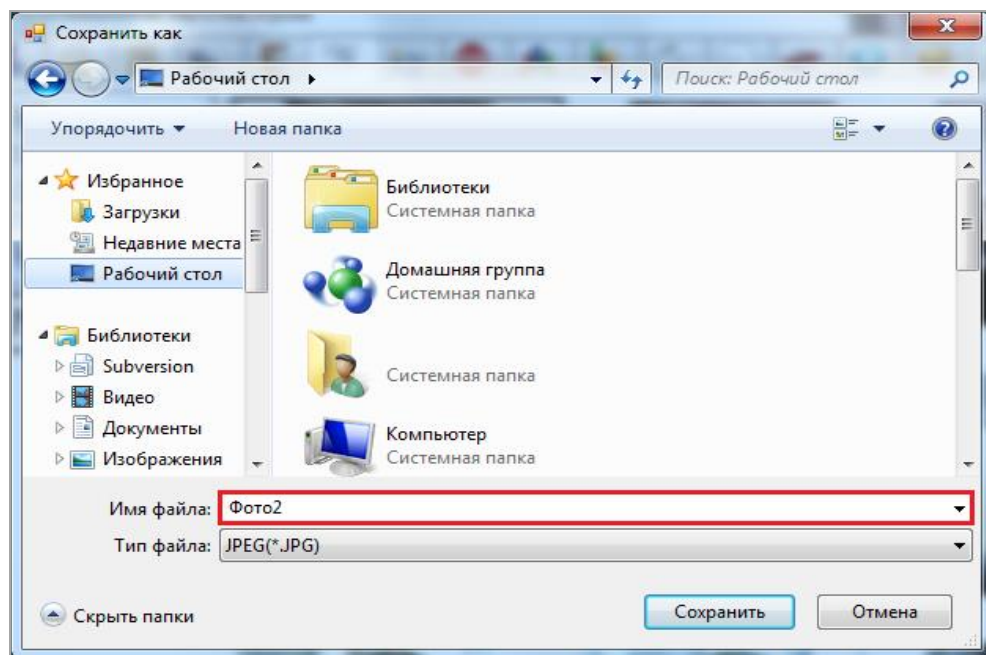 Сохранить как
Рабочий стол
Поиск: Рабочий стол
Упорядочить
Новая папка
Избранное
Загрузки
Недавние места
Рабочий стол
Библиотеки
Subversion
Видео
Документы
Изображения
Библиотеки
Системная папка
Домашняя группа
Системная папка
Системная папка
Компьютер
Системная папка
Имя файла: Фото2
Тип файла: JPEG(*.JPG)
Скрыть папки
Сохранить
Отмена